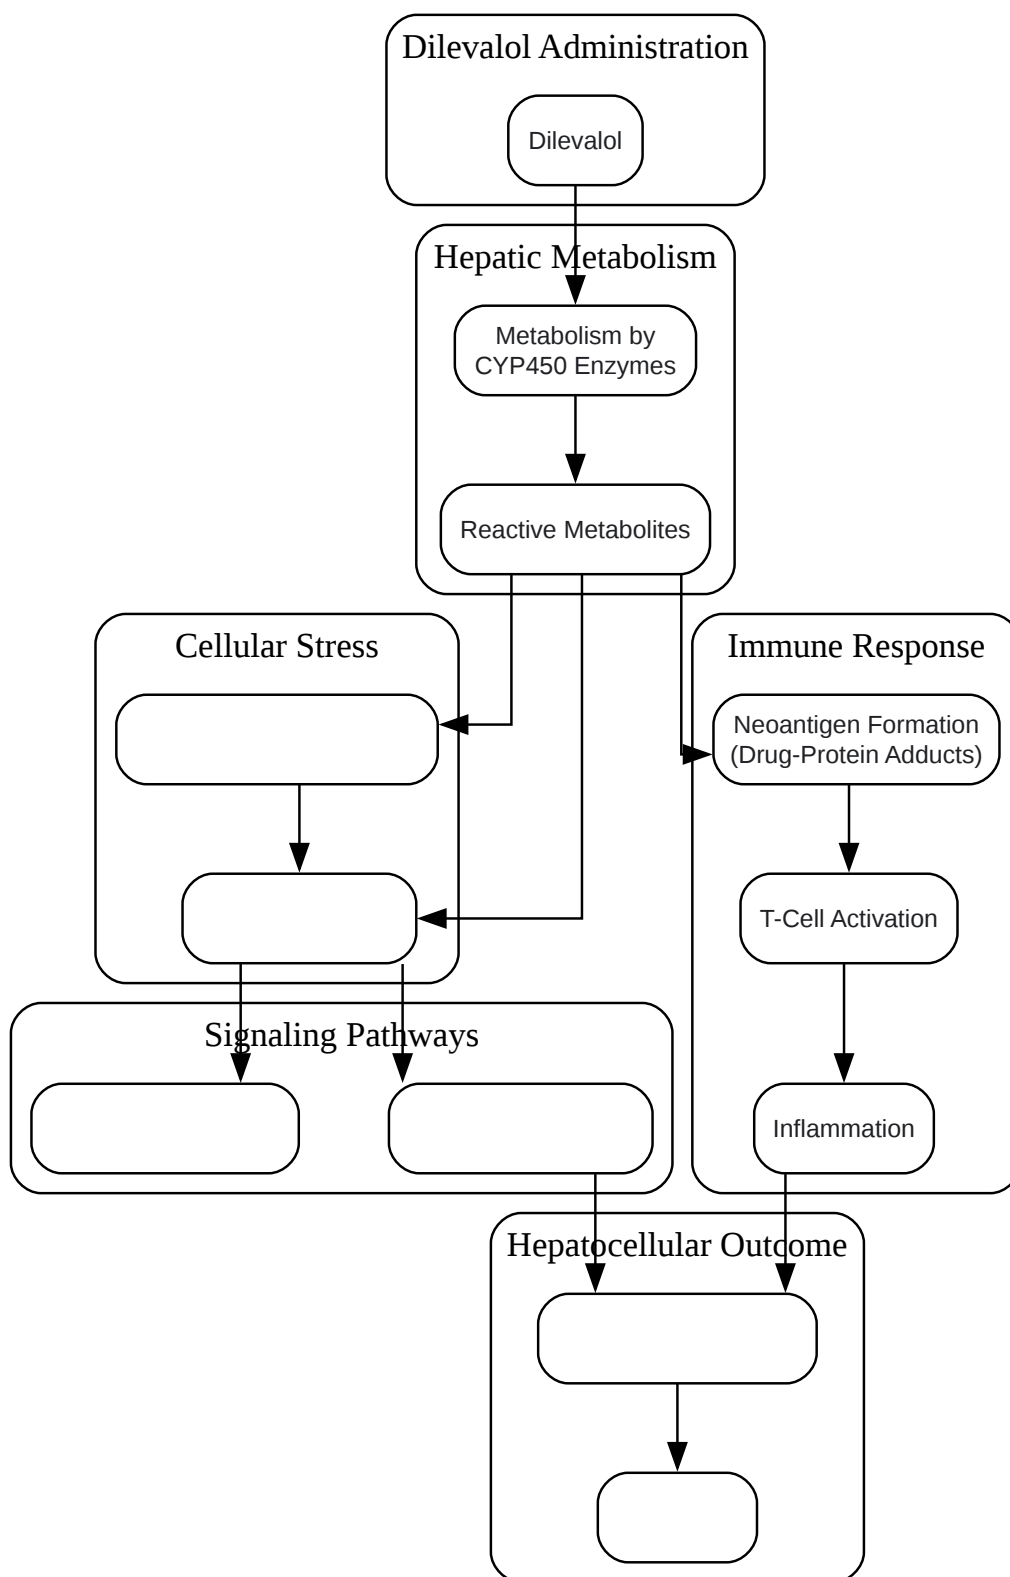 Dilevalol Administration
Dilevalol
Hepatic Metabolism
Metabolism by
CYP450 Enzymes
Reactive Metabolites
Cellular Stress
Immune Response
Neoantigen Formation
(Drug-Protein Adducts)
T-Cell Activation
Signaling Pathways
Inflammation
Hepatocellular Outcome